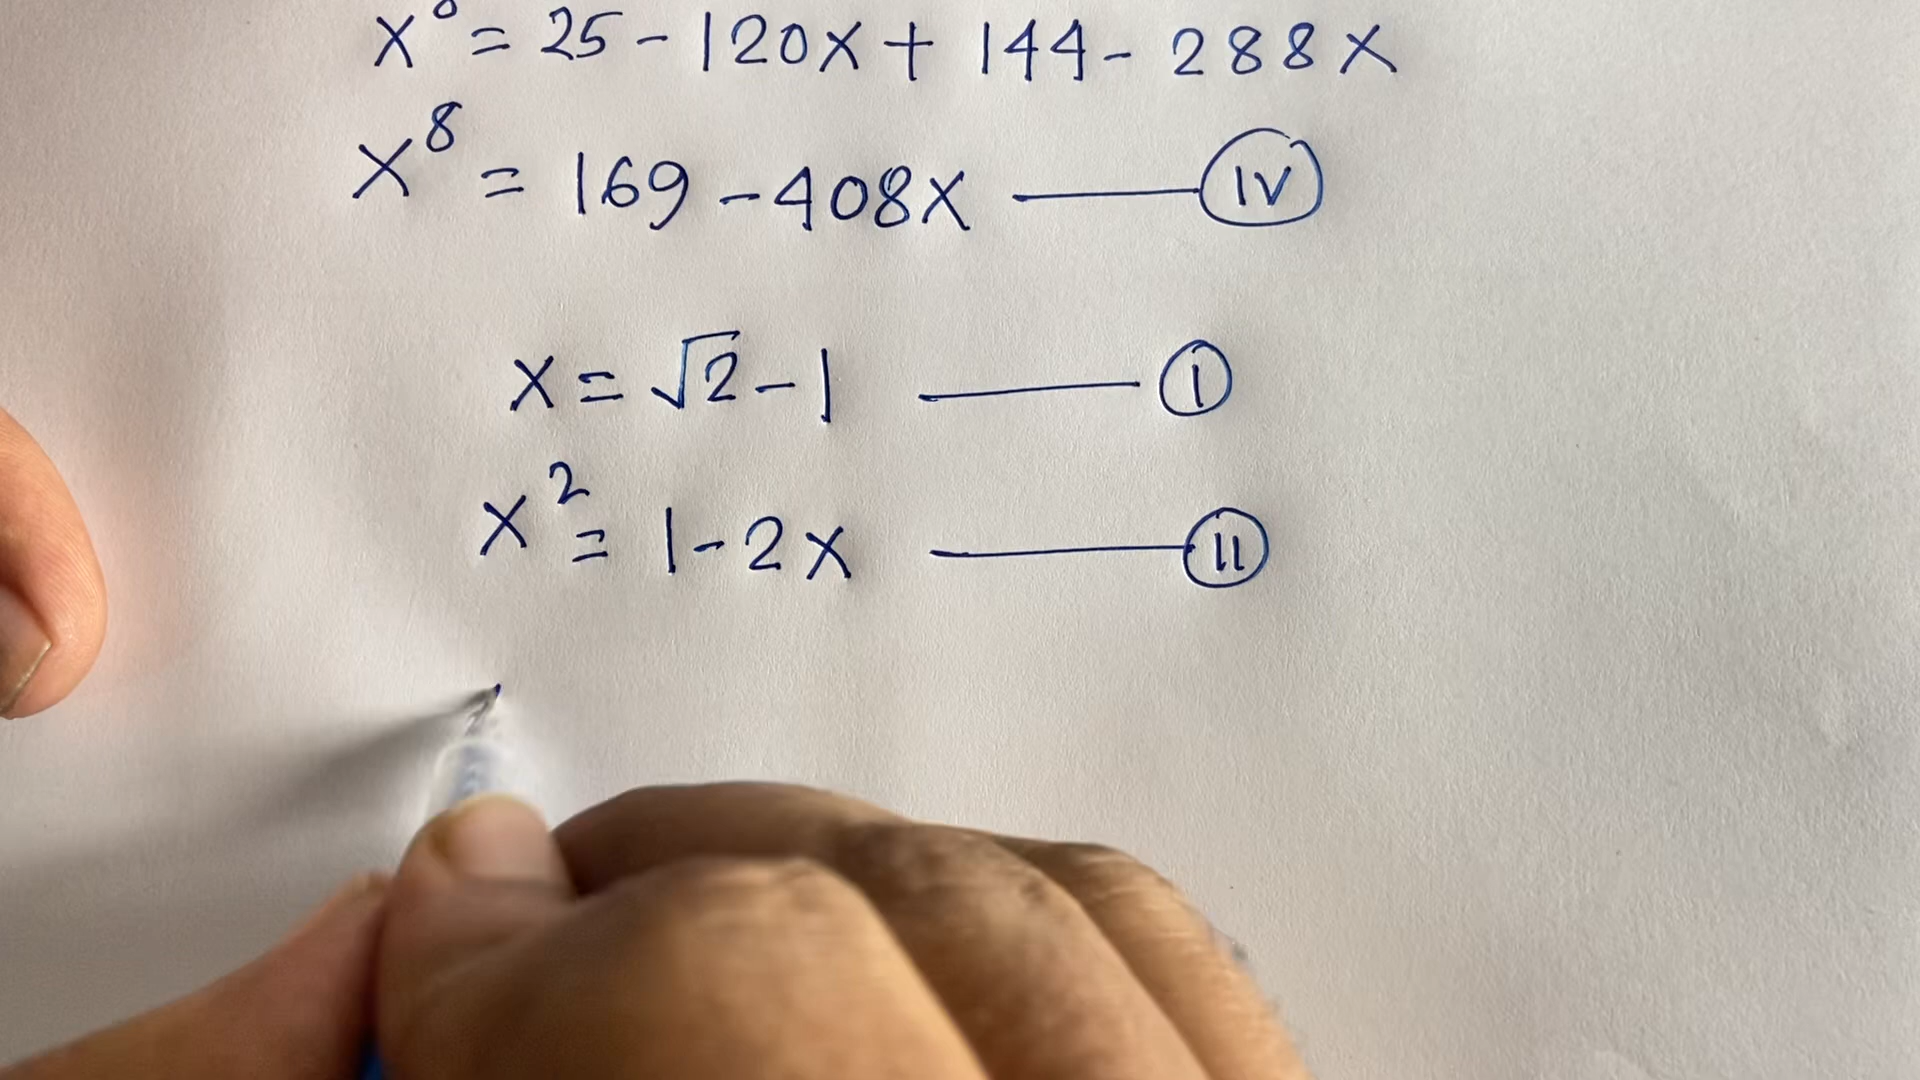 x⁸ = 25 - 120x + 144 - 288x
x⁸ = 169 - 408x —— IV
x = √2 - 1 —— I
x² = 1 - 2x —— II